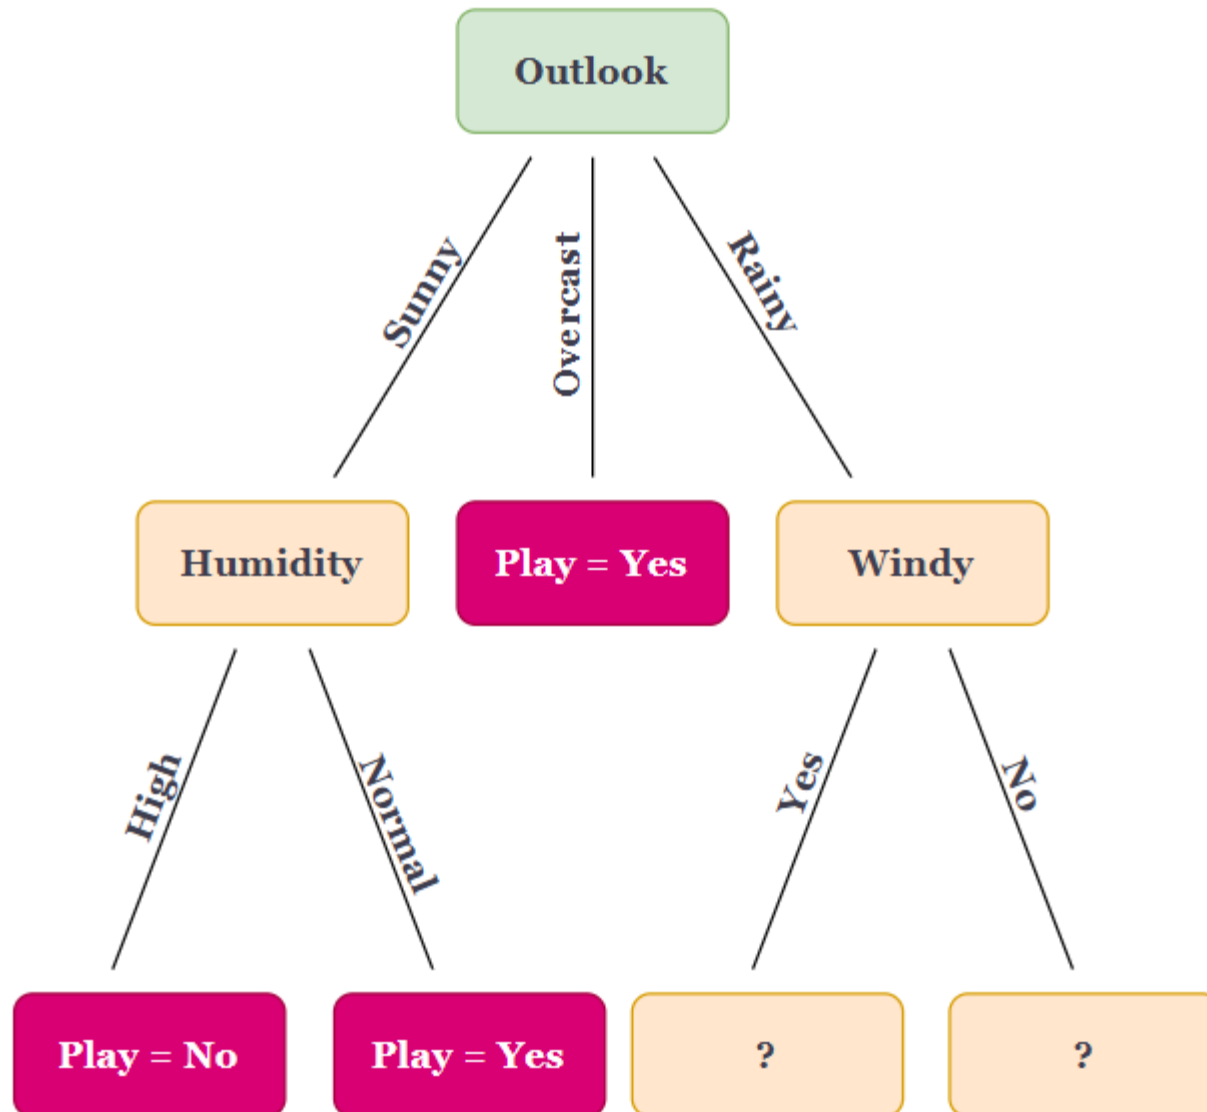 Outlook
Sunny
Overcast
Rainy
Humidity
Play = Yes
Windy
High
Normal
Yes
No
Play = No
Play = Yes
?
?